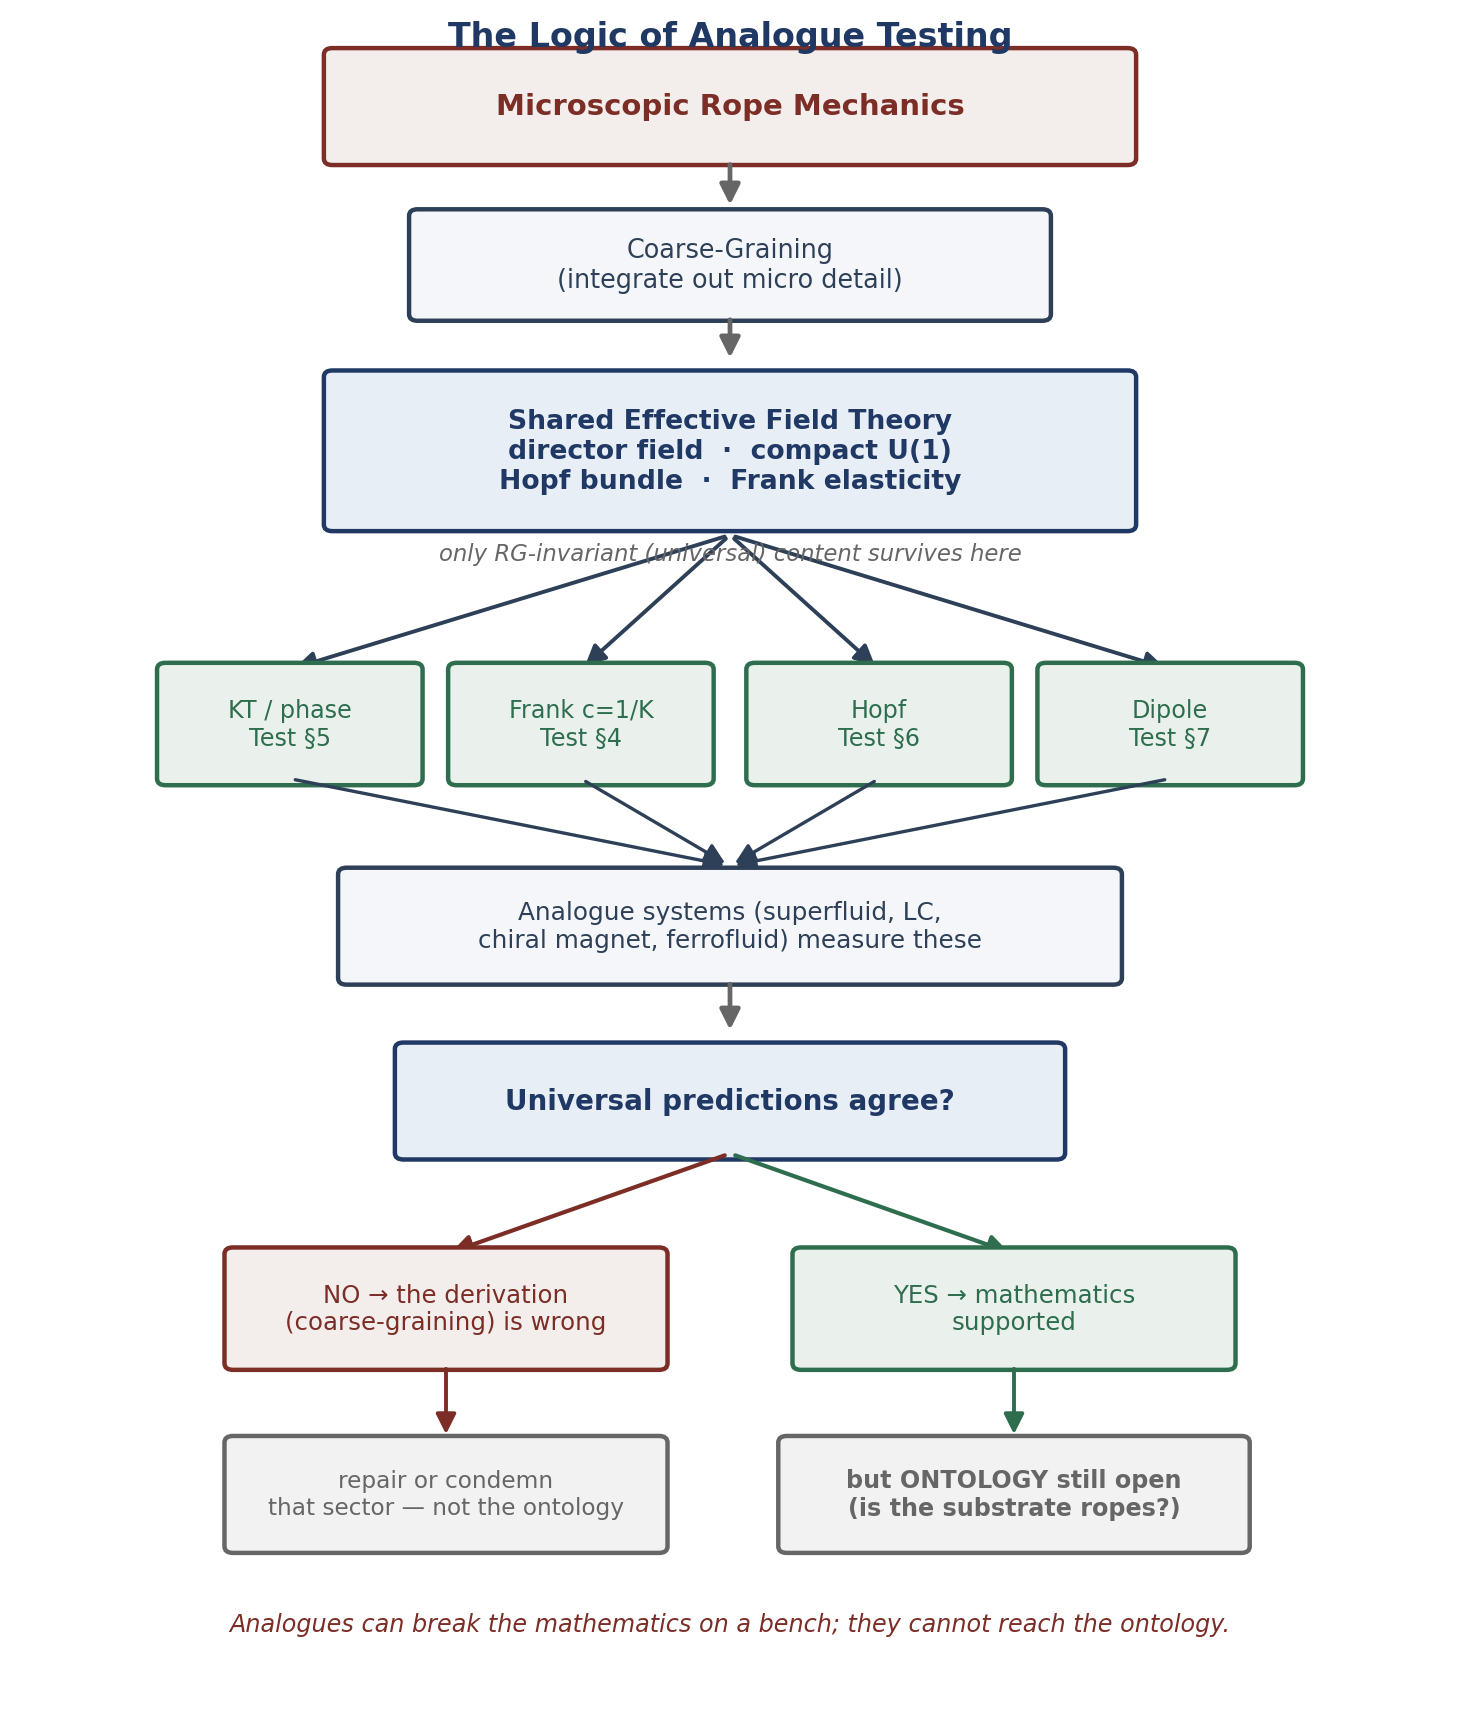 The Logic of Analogue Testing
Microscopic Rope Mechanics
Coarse-Graining
(integrate out micro detail)
Shared Effective Field Theory
director field · compact U(1)
Hopf bundle · Frank elasticity
only RG-invariant (universal) content survives here
KT / phase
Test §5
Frank c=1/K
Test §4
Hopf
Test §6
Dipole
Test §7
Analogue systems (superfluid, LC,
chiral magnet, ferrofluid) measure these
Universal predictions agree?
NO → the derivation
(coarse-graining) is wrong
YES → mathematics
supported
repair or condemn
that sector — not the ontology
but ONTOLOGY still open
(is the substrate ropes?)
Analogues can break the mathematics on a bench; they cannot reach the ontology.